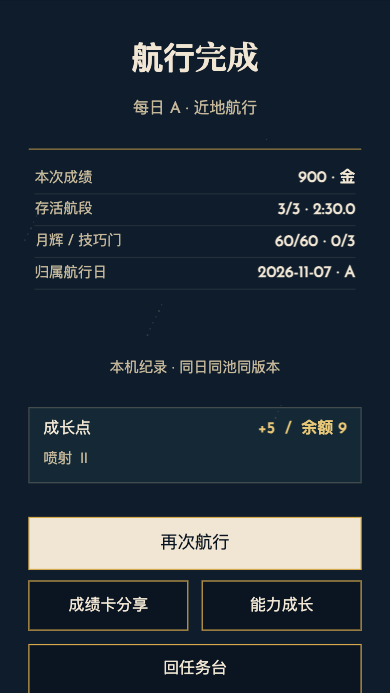 航行完成
每日 A · 近地航行
本次成绩 900 · 金
存活航段 3/3 · 2:30.0
月辉 / 技巧门 60/60 · 0/3
归属航行日 2026-11-07 · A
本机纪录 · 同日同池同版本
成长点 +5 / 余额 9
喷射 II
再次航行
成绩卡分享 能力成长
回任务台